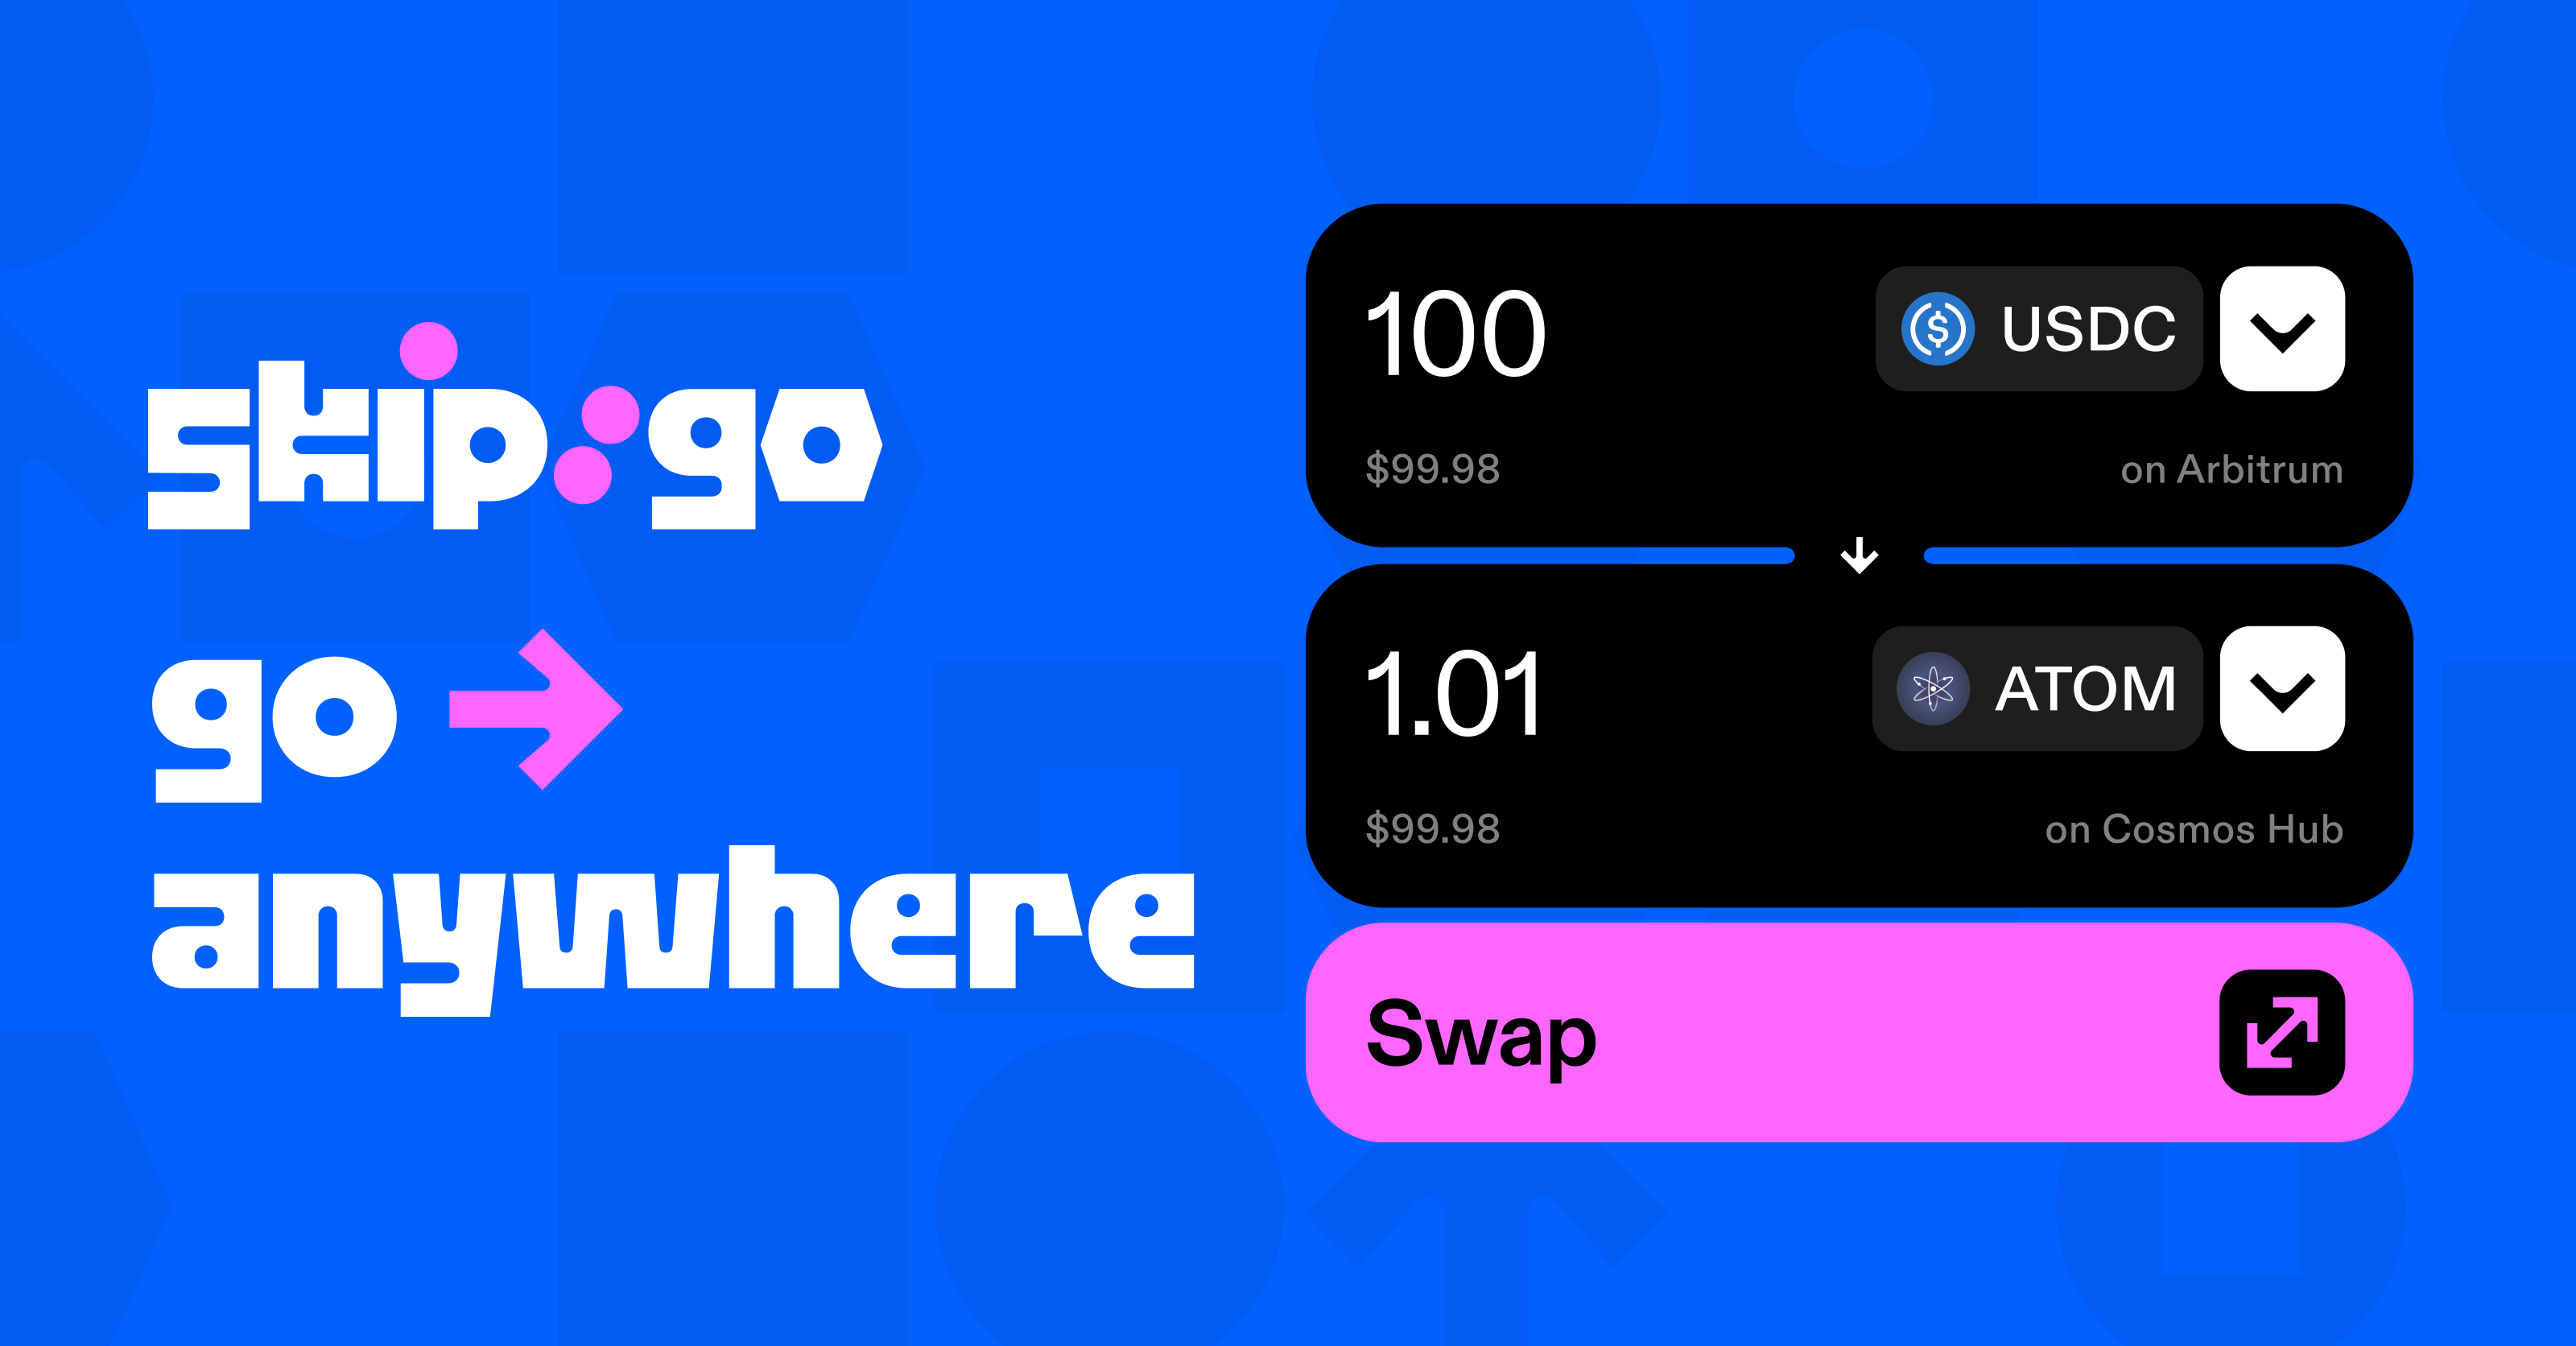 skip:go
go →
anywhere
100
USDC
$99.98
on Arbitrum
1.01
ATOM
$99.98
on Cosmos Hub
Swap